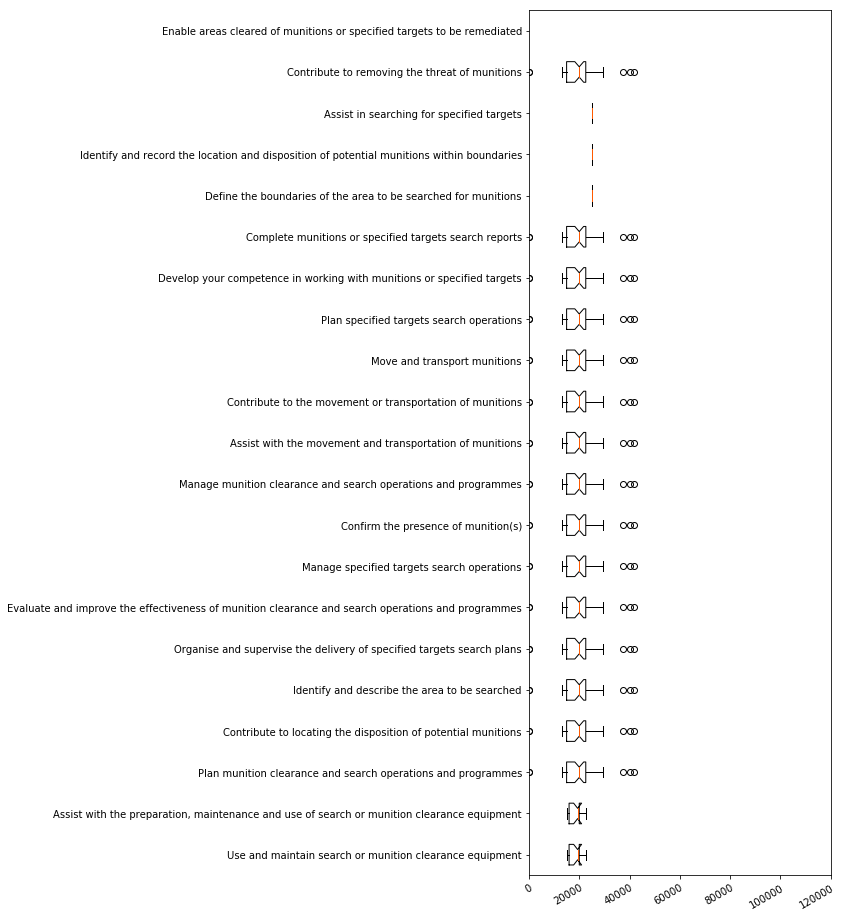 Enable areas cleared of munitions or specified targets to be remediated
Contribute to removing the threat of munitions
Assist in searching for specified targets
Identify and record the location and disposition of potential munitions within boundaries
Define the boundaries of the area to be searched for munitions
Complete munitions or specified targets search reports
Develop your competence in working with munitions or specified targets
Plan specified targets search operations
Move and transport munitions
Contribute to the movement or transportation of munitions
Assist with the movement and transportation of munitions
Manage munition clearance and search operations and programmes
Confirm the presence of munition(s)
Manage specified targets search operations
Evaluate and improve the effectiveness of munition clearance and search operations and programmes
Organise and supervise the delivery of specified targets search plans
Identify and describe the area to be searched
Contribute to locating the disposition of potential munitions
Plan munition clearance and search operations and programmes
Assist with the preparation, maintenance and use of search or munition clearance equipment
Use and maintain search or munition clearance equipment
0 20000 40000 60000 80000 100000 120000